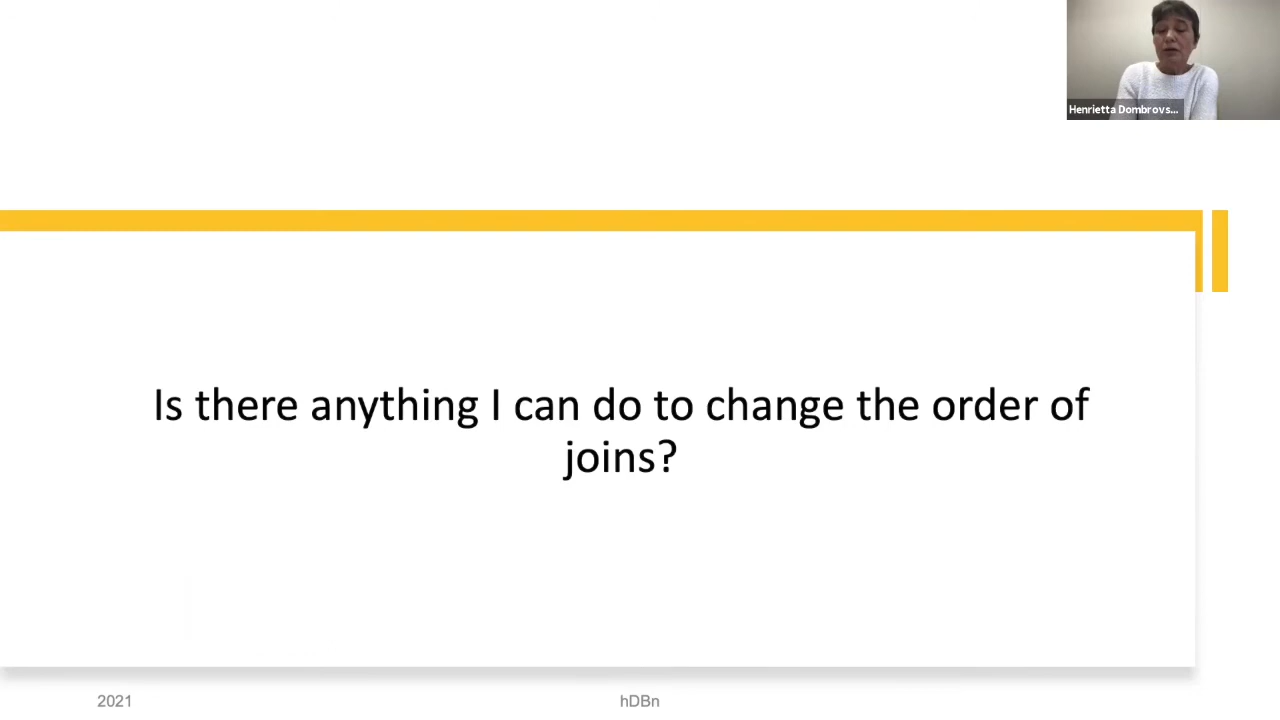 Henrietta Dombrovs...
Is there anything I can do to change the order of
joins?
2021
hDBn